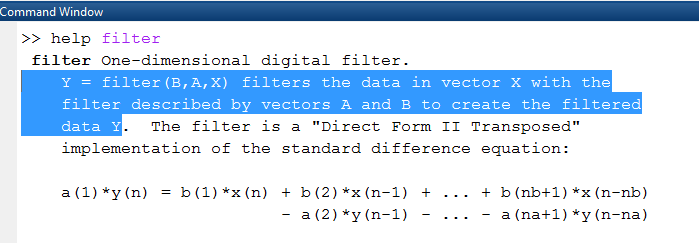 Command Window
>> help filter
filter One-dimensional digital filter.
Y = filter(B,A,X) filters the data in vector X with the
filter described by vectors A and B to create the filtered
data Y.  The filter is a "Direct Form II Transposed"
implementation of the standard difference equation:
a(1)*y(n) = b(1)*x(n) + b(2)*x(n-1) + ... + b(nb+1)*x(n-nb)
- a(2)*y(n-1) - ... - a(na+1)*y(n-na)